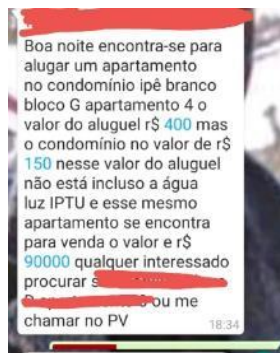 Boa noite encontra-se para
alugar um apartamento
no condomínio ipê branco
bloco G apartamento 4 o
valor do aluguel r$ 400 mas
o condomínio no valor de r$
150 nesse valor do aluguel
não está incluso a água
luz IPTU e esse mesmo
apartamento se encontra
para venda o valor e r$
90000 qualquer interessado
procurar
ou me
chamar no PV
18:34